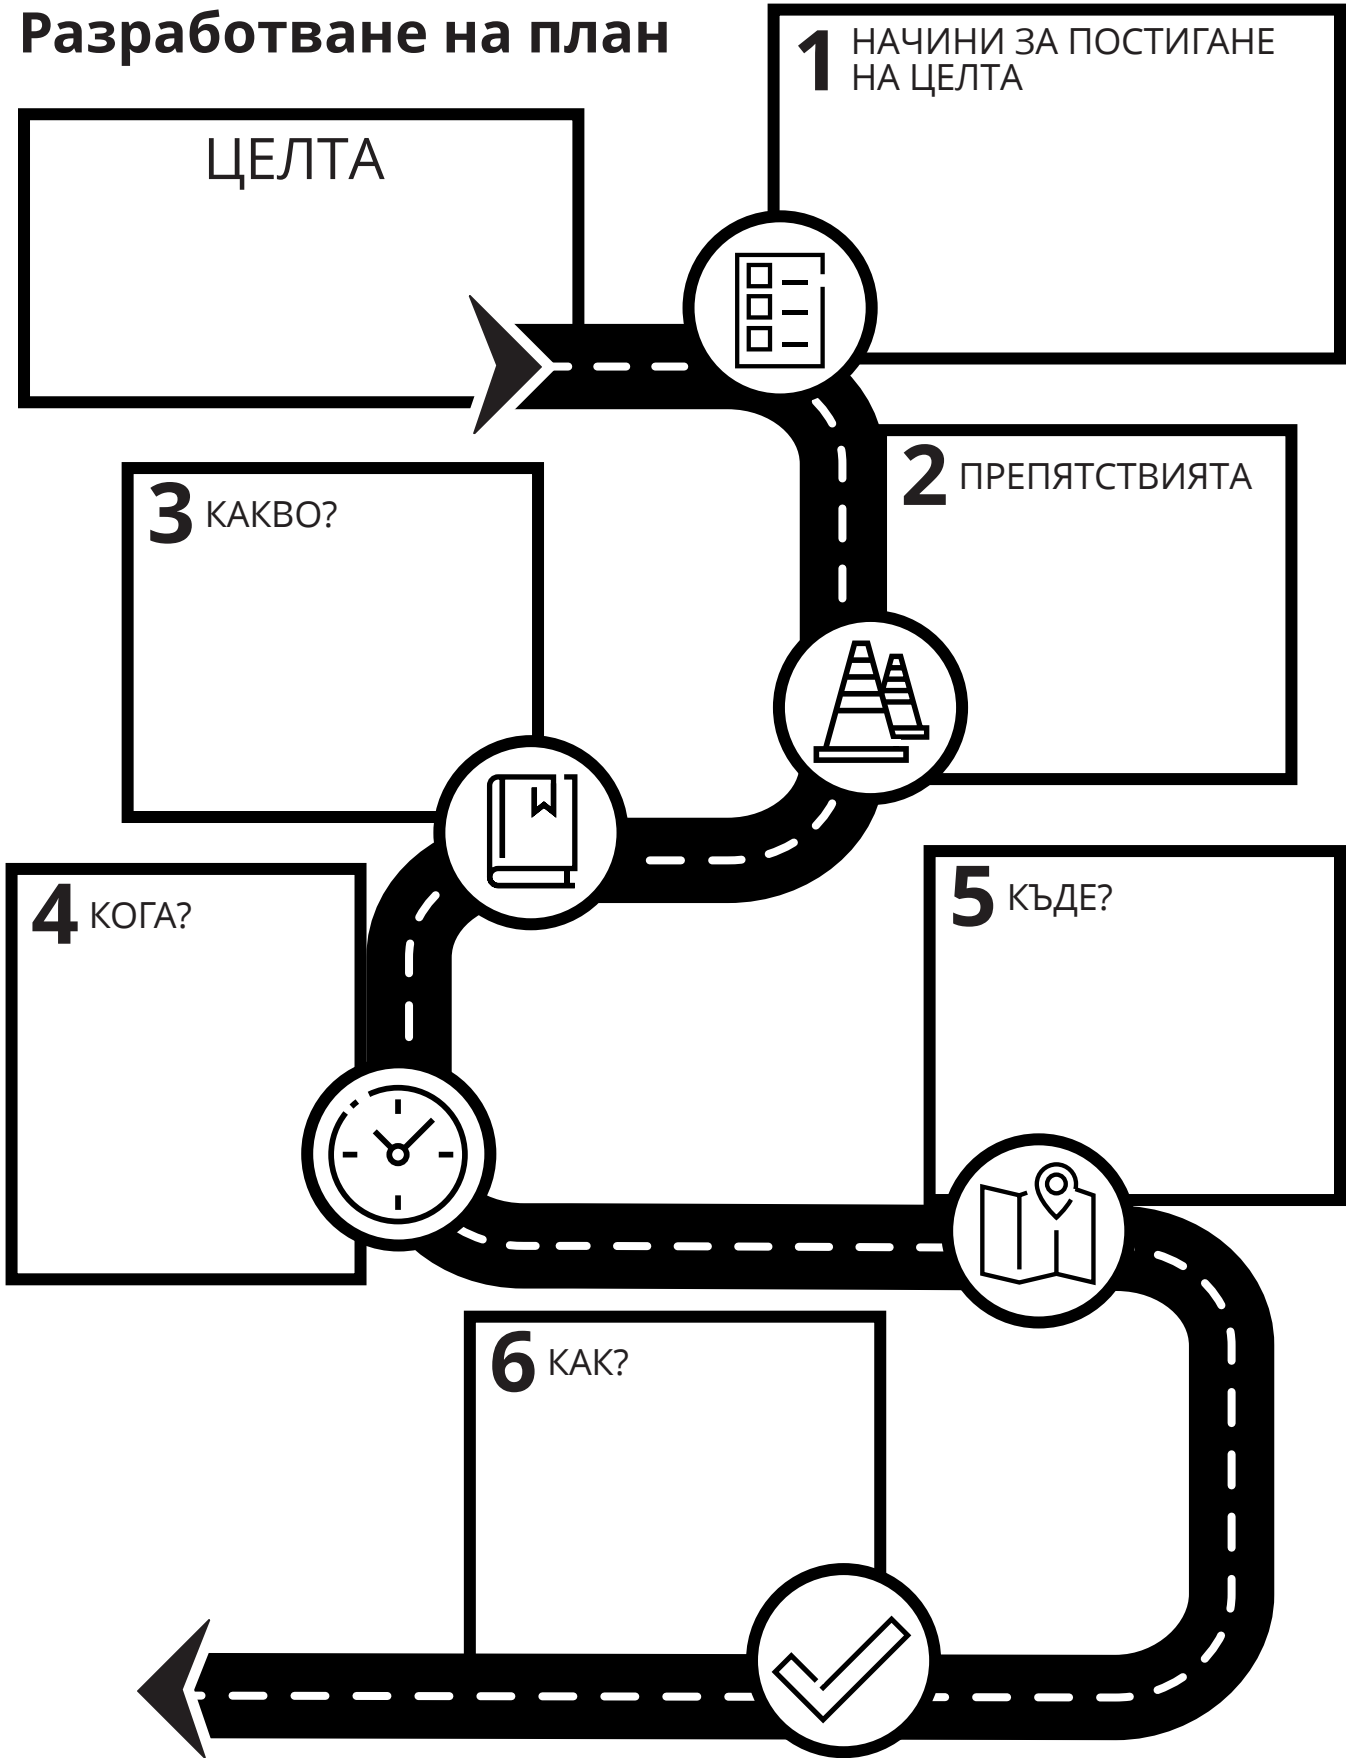 Разработване на план
ЦЕЛТА
1 НАЧИНИ ЗА ПОСТИГАНЕ
НА ЦЕЛТА
2 ПРЕПЯТСТВИЯТА
3 КАКВО?
4 КОГА?
5 КЪДЕ?
6 КАК?